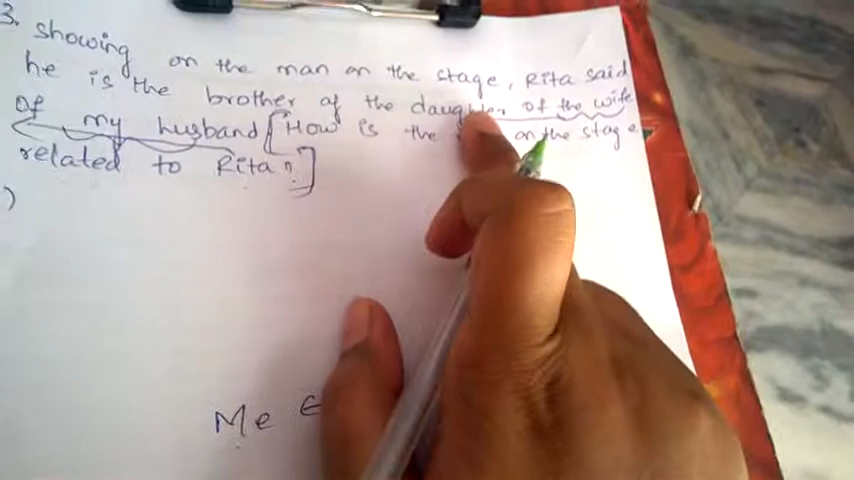 3. showing on the man on the stage, Rita said
he is the brother of the daughter of the wife
of my husband [How is the on the stage
related to Rita ?]
)
Me